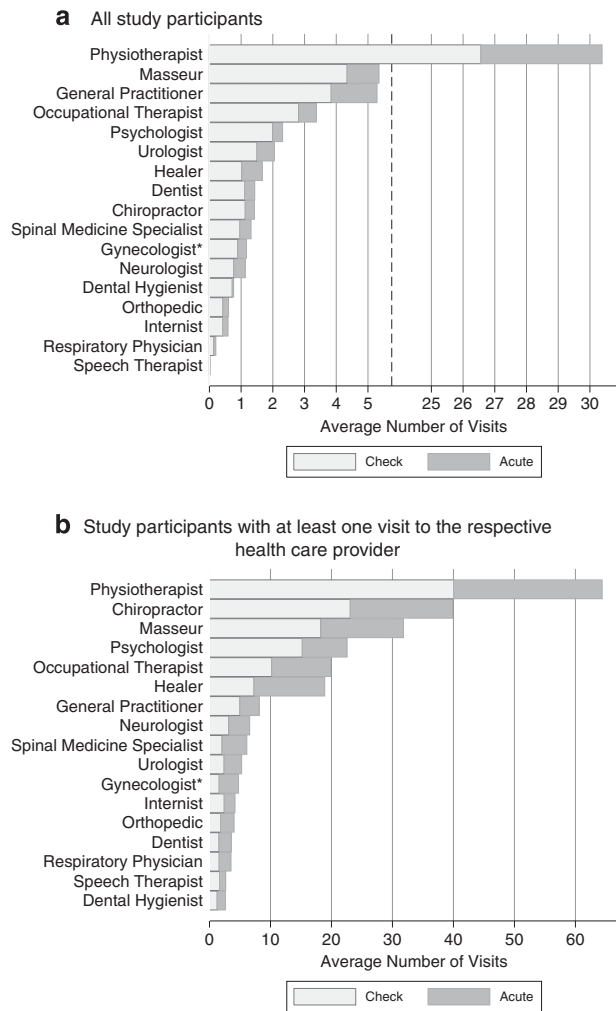 a All study participants
Physiotherapist
Masseur
General Practitioner
Occupational Therapist
Psychologist
Urologist
Healer
Dentist
Chiropractor
Spinal Medicine Specialist
Gynecologist*
Neurologist
Dental Hygienist
Orthopedic
Internist
Respiratory Physician
Speech Therapist
0 1 2 3 4 5 25 26 27 28 29 30
Average Number of Visits
Check Acute
b Study participants with at least one visit to the respective
health care provider
Physiotherapist
Chiropractor
Masseur
Psychologist
Occupational Therapist
Healer
General Practitioner
Neurologist
Spinal Medicine Specialist
Urologist
Gynecologist*
Internist
Orthopedic
Dentist
Respiratory Physician
Speech Therapist
Dental Hygienist
0 10 20 30 40 50 60
Average Number of Visits
Check Acute